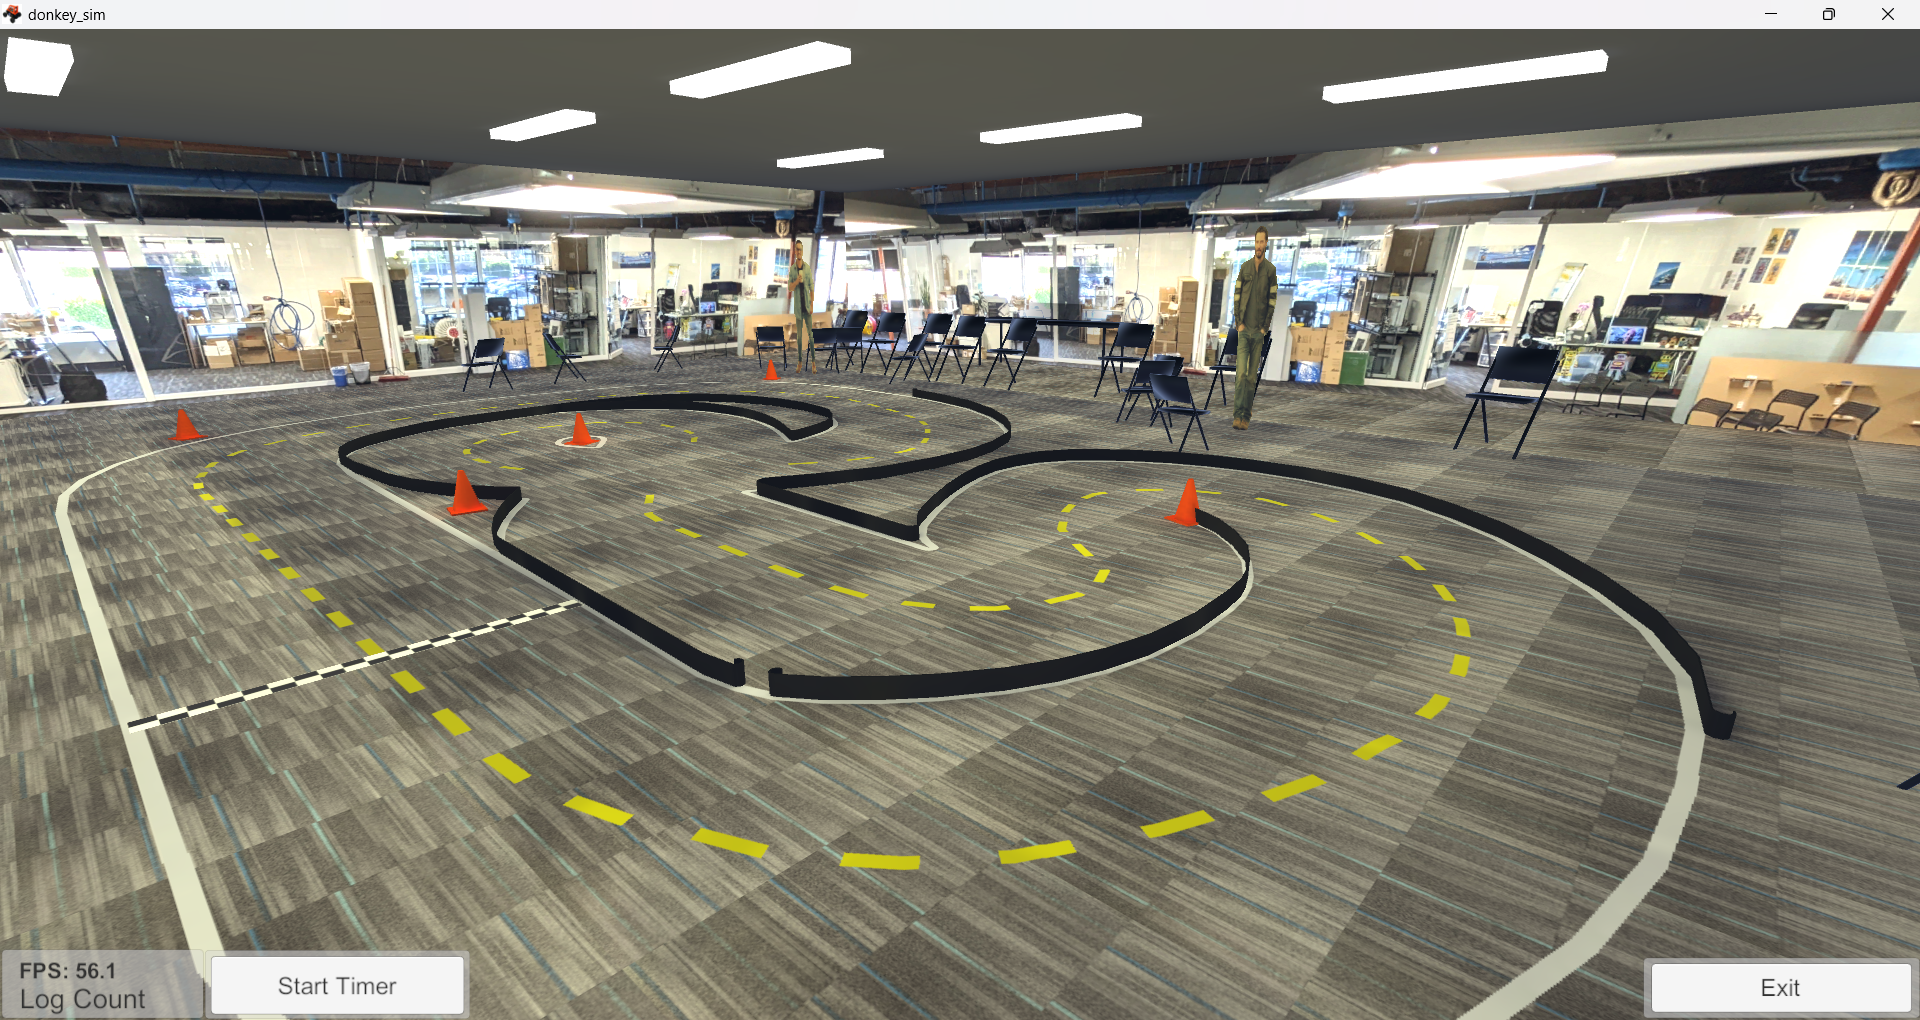 donkey_sim
FPS: 56.1
Log Count
Start Timer
Exit